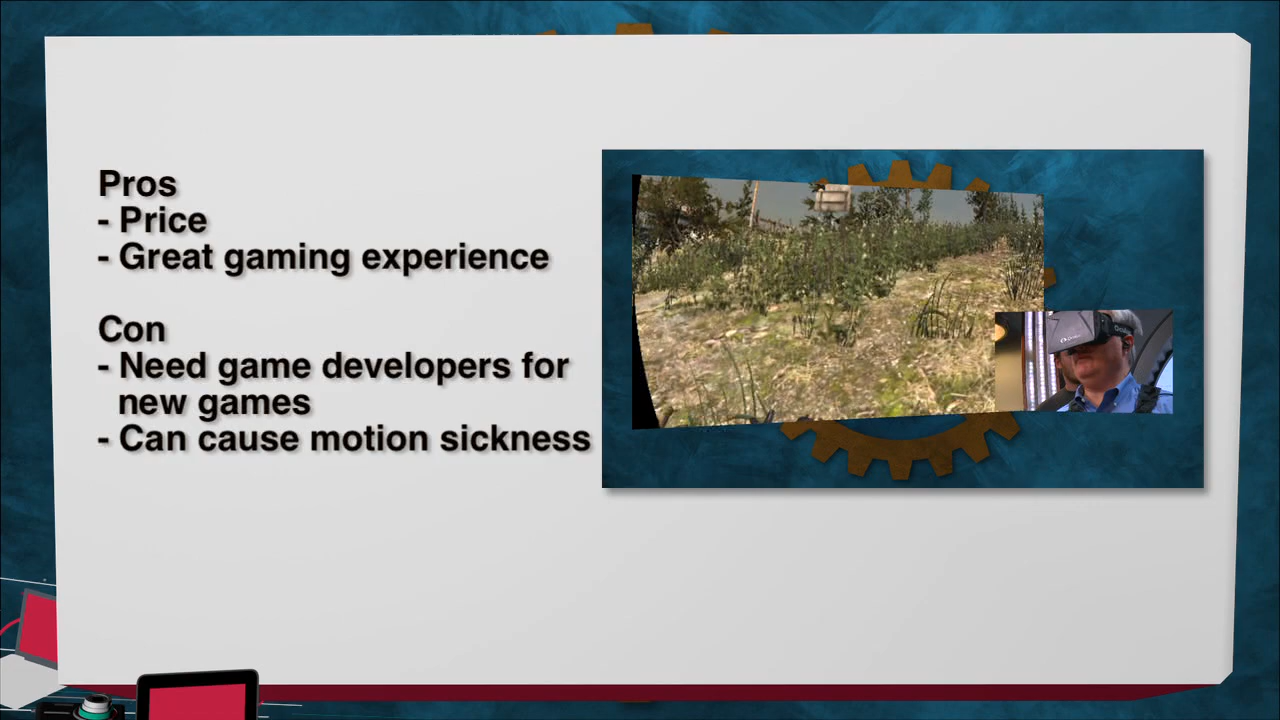 Pros
- Price
- Great gaming experience
Con
- Need game developers for
new games
- Can cause motion sickness